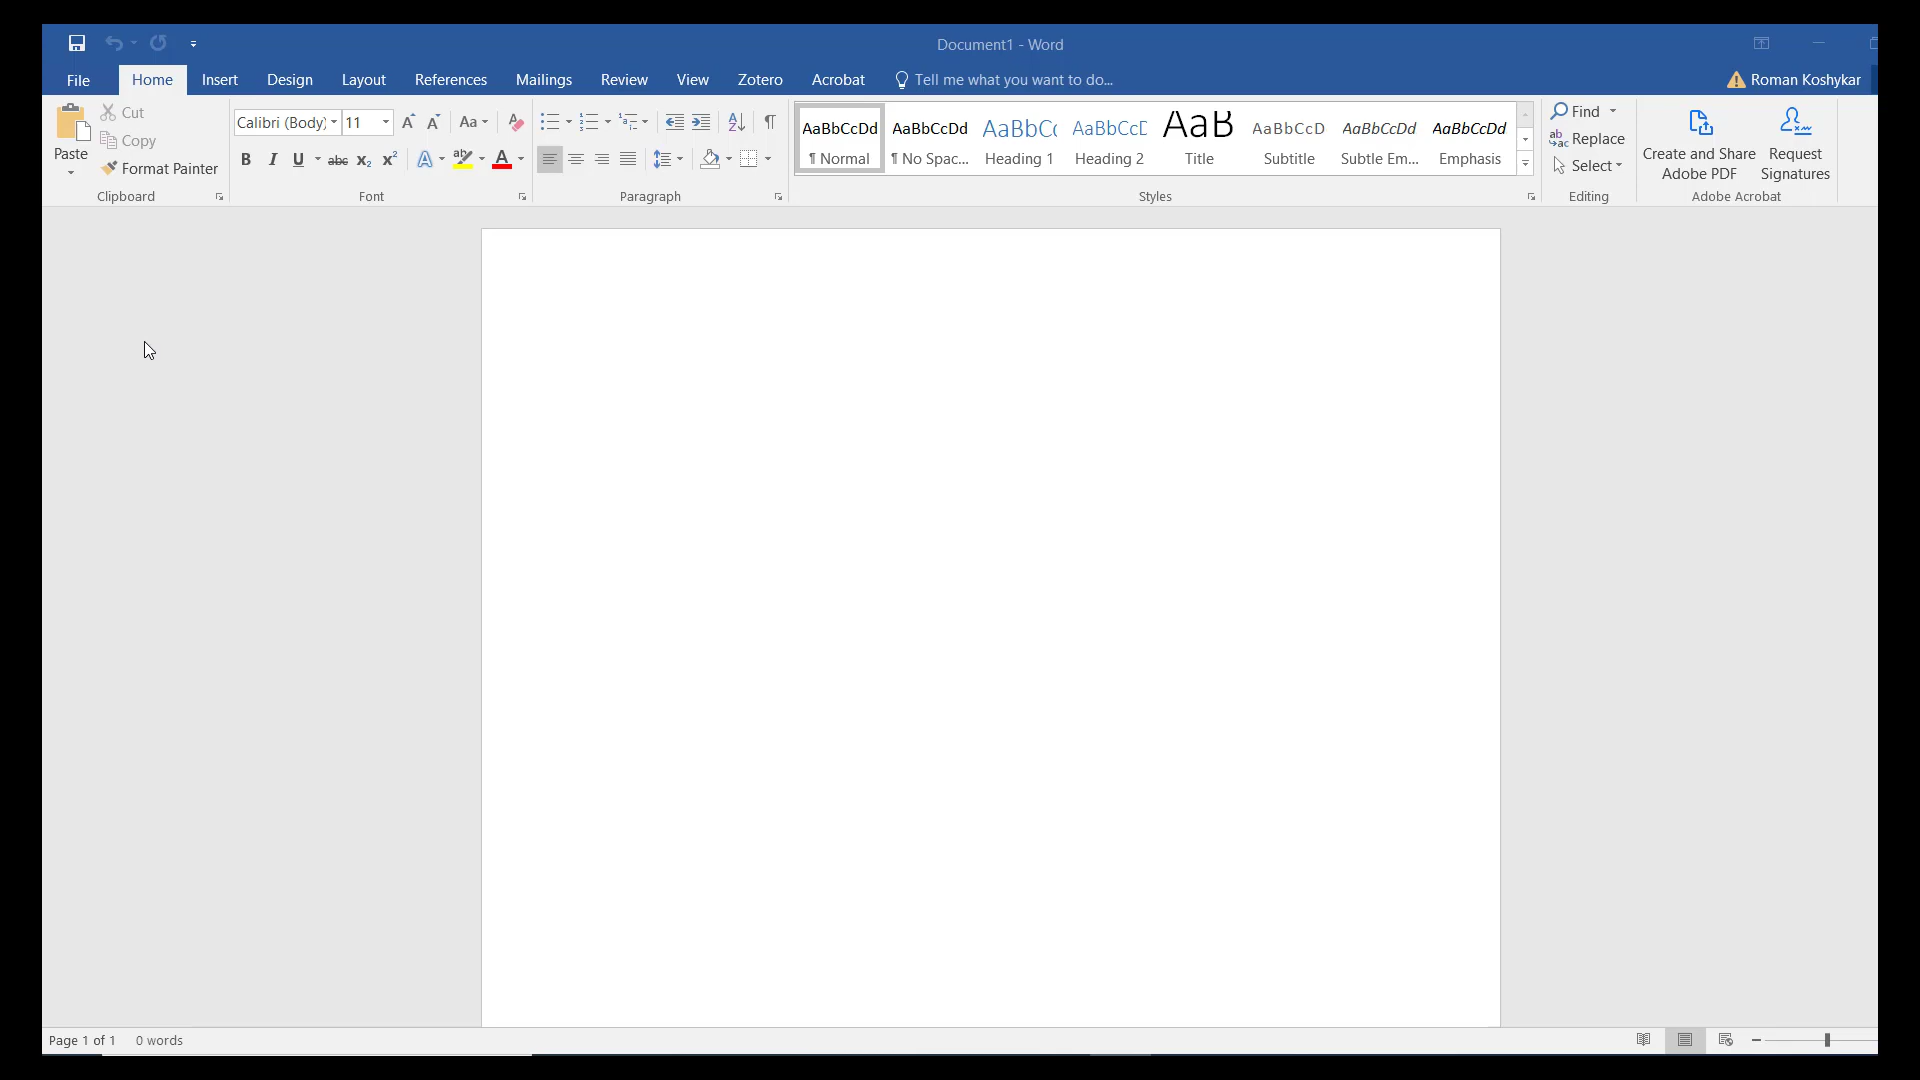 Document1 - Word
File Home Insert Design Layout References Mailings Review View Zotero Acrobat Tell me what you want to do... Roman Koshykar
Paste
Cut
Copy
Format Painter
Clipboard
Calibri (Body) 11
Aa
B I U abc x₂ x²
A A
Font
Paragraph
AaBbCcDd AaBbCcDd AaBbCc AaBbCcD AaB AaBbCcD AaBbCcDd AaBbCcDd
¶ Normal ¶ No Spac... Heading 1 Heading 2 Title Subtitle Subtle Em... Emphasis
Styles
Find
Replace
Select
Editing
Create and Share
Adobe PDF
Request
Signatures
Adobe Acrobat
Page 1 of 1 0 words